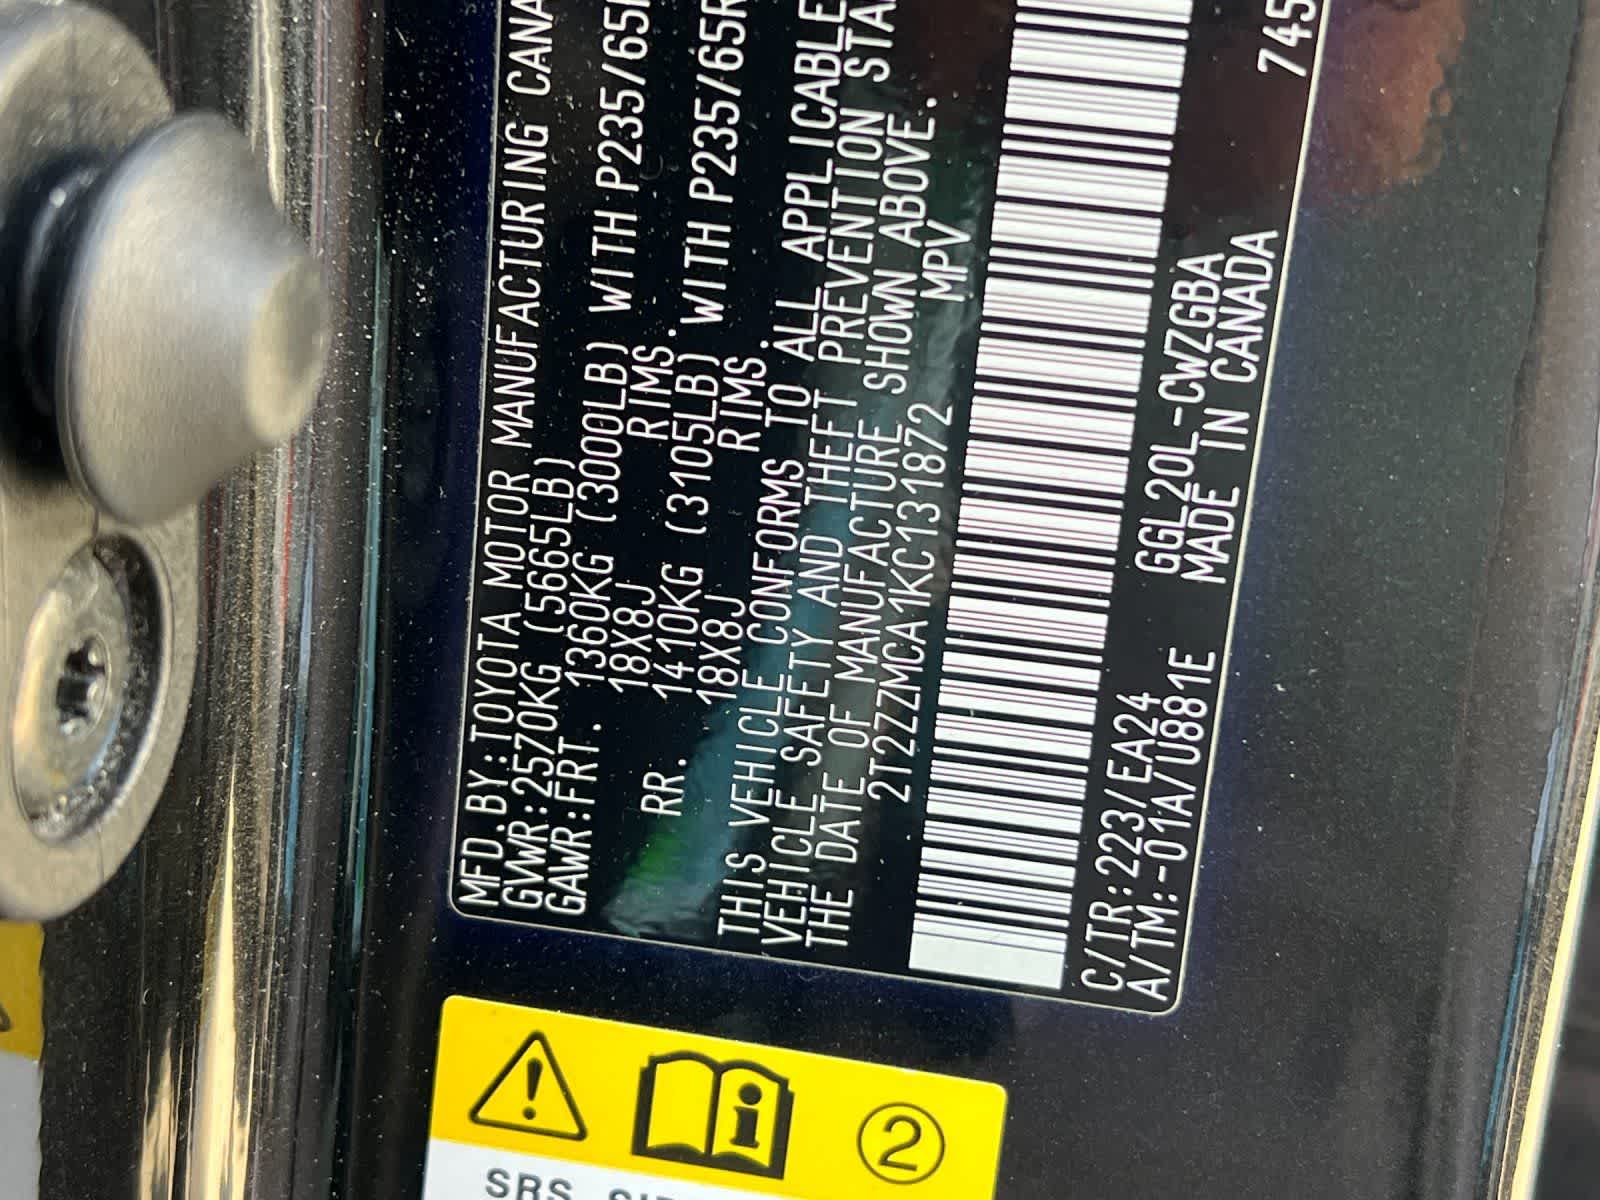 MFD.BY:TOYOTA MOTOR MANUFACTURING CANA
GVWR:2570KG (5665LB)
GAWR:FRT. 1360KG (3000LB) WITH P235/65
18X8J RIMS.
RR. 1410KG (3105LB) WITH P235/65R
18X8J RIMS.
THIS VEHICLE CONFORMS TO ALL APPLICABLE
VEHICLE SAFETY AND THEFT PREVENTION STA
THE DATE OF MANUFACTURE SHOWN ABOVE.
2T2ZZMCA1KC131872 MPV
745
C/TR:223/EA24 GGL20L-CWZGBA
A/TM:-01A/U881E MADE IN CANADA
! i 2
SRS